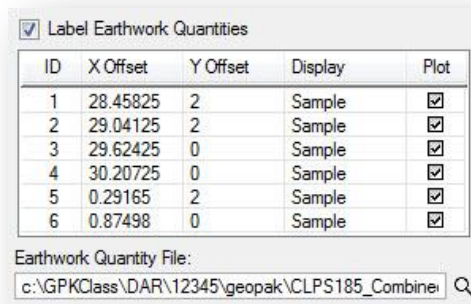 Label Earthwork Quantities
ID X Offset Y Offset Display Plot
1 28.45825 2 Sample
2 29.04125 2 Sample
3 29.62425 0 Sample
4 30.20725 0 Sample
5 0.29165 2 Sample
6 0.87498 0 Sample
Earthwork Quantity File:
c:\GPKClass\DAR\12345\geopak\CLPS185_Combine